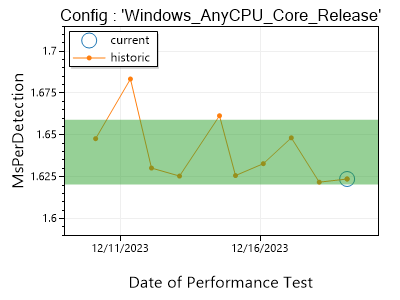 Config : 'Windows_AnyCPU_Core_Release'
current
historic
1.7
1.675
1.65
1.625
1.6
MsPerDetection
12/11/2023
12/16/2023
Date of Performance Test